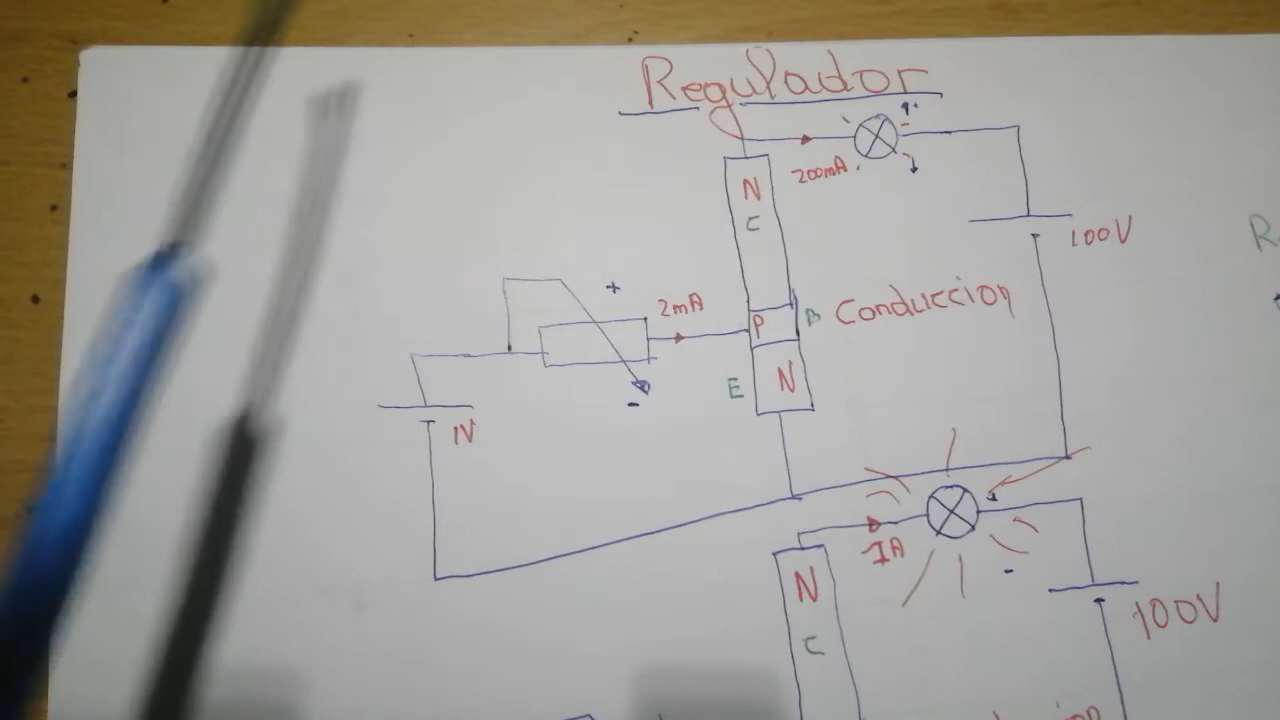 Regulador
200mA
N
C
100V
+
2mA
P
B
Conduccion
E
N
-
1V
1A
N
C
-
100V